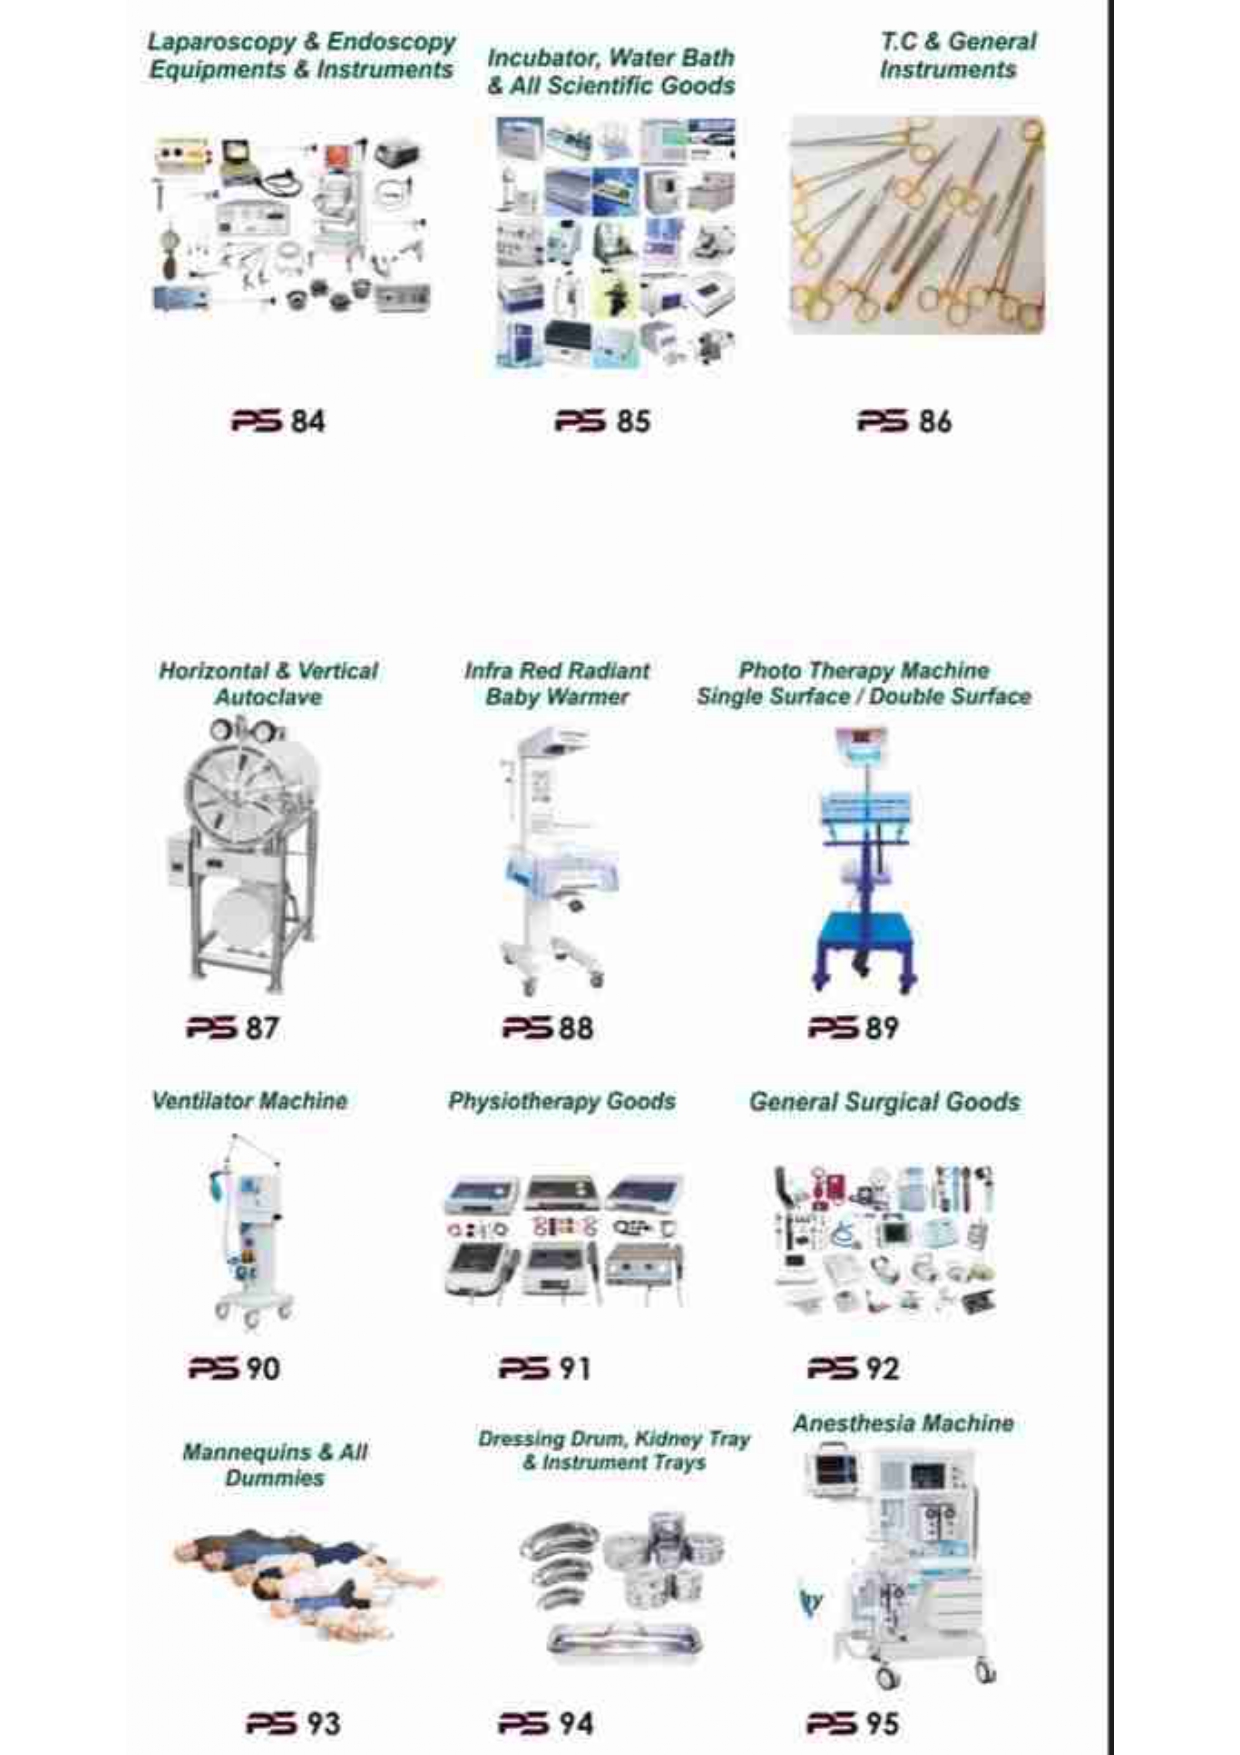 Laparoscopy & Endoscopy
Equipments & Instruments
Incubator, Water Bath
& All Scientific Goods
T.C & General
Instruments
PS 84
PS 85
PS 86
Horizontal & Vertical
Autoclave
Infra Red Radiant
Baby Warmer
Photo Therapy Machine
Single Surface / Double Surface
PS 87
PS 88
PS 89
Ventilator Machine
Physiotherapy Goods
General Surgical Goods
PS 90
PS 91
PS 92
Mannequins & All
Dummies
Dressing Drum, Kidney Tray
& Instrument Trays
Anesthesia Machine
PS 93
PS 94
PS 95